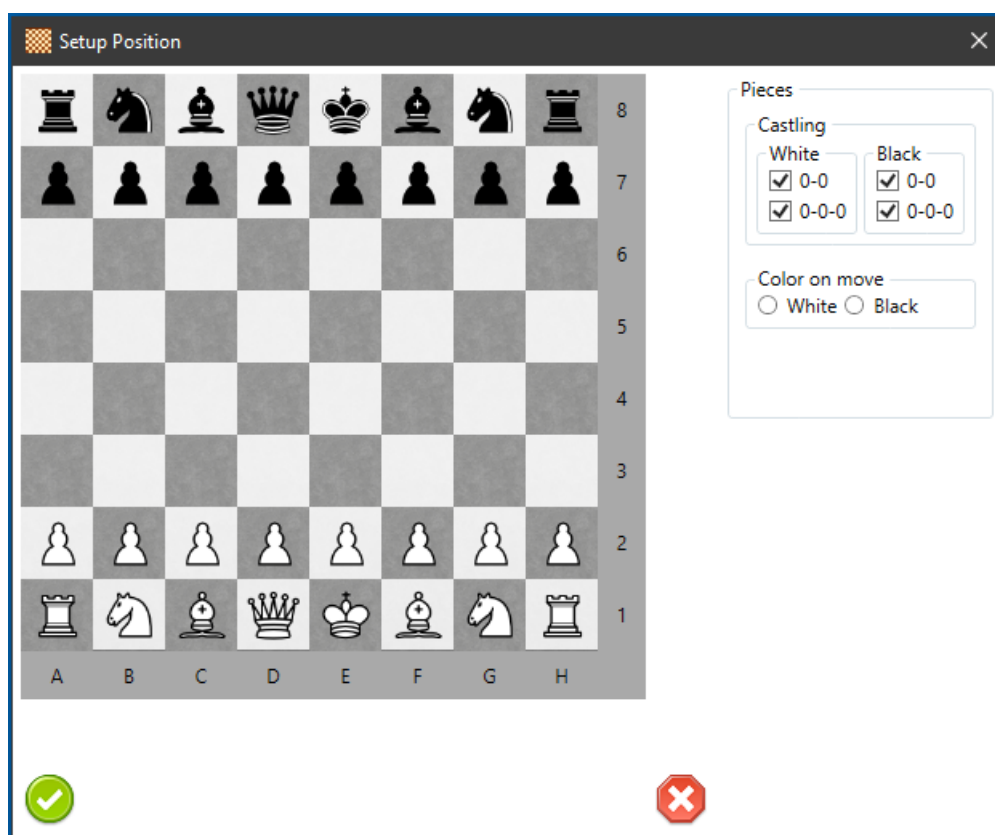 Setup Position
8
7
6
5
4
3
2
1
A B C D E F G H
Pieces
Castling
White
0-0
0-0-0
Black
0-0
0-0-0
Color on move
White Black